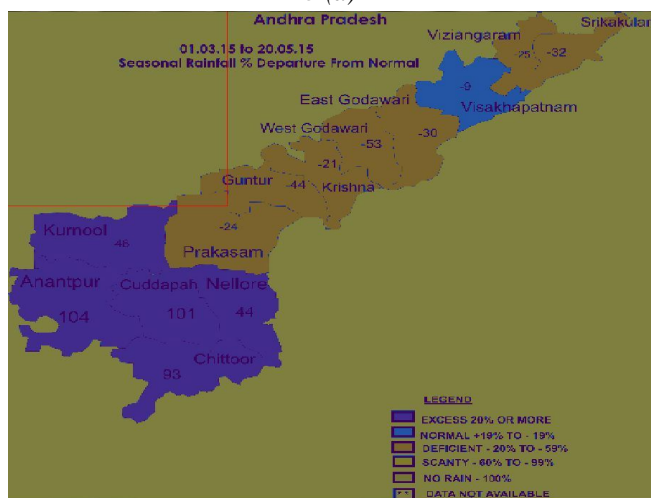 Andhra Pradesh
01.03.15 to 20.05.15
Seasonal Rainfall % Departure From Normal
Srikakulam
Viziangaram
-25
-32
-9
Visakhapatnam
East Godawari
-30
West Godawari
-53
-21
Krishna
Guntur
-44
-24
Prakasam
Kurnool
Anantpur
104
Cuddapah
101
Nellore
44
Chittoor
93
LEGEND
EXCESS 20% OR MORE
NORMAL +19% TO - 19%
DEFICIENT - 20% TO - 59%
SCANTY - 60% TO - 99%
NO RAIN - 100%
DATA NOT AVAILABLE